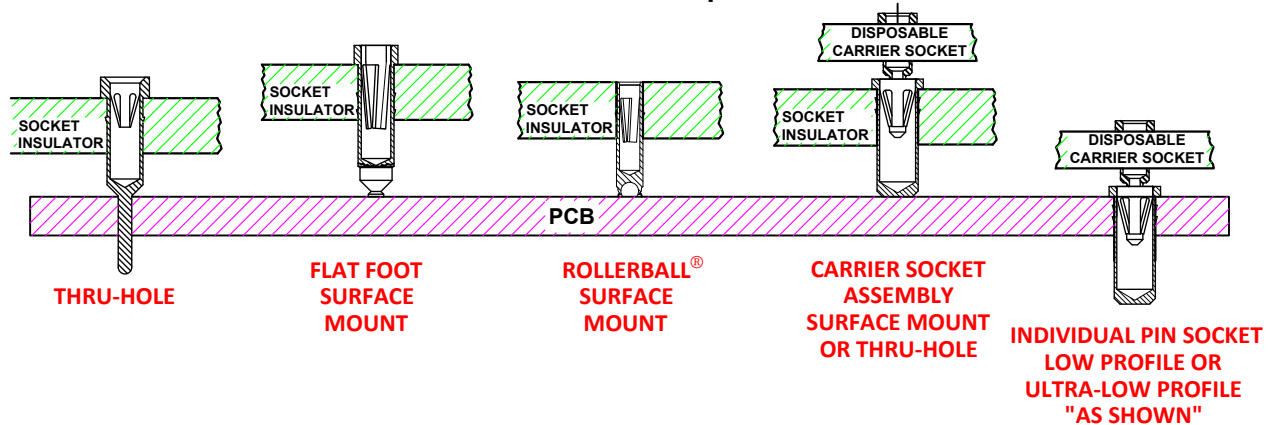 DISPOSABLE
CARRIER SOCKET
SOCKET
INSULATOR
SOCKET
INSULATOR
SOCKET
INSULATOR
SOCKET
INSULATOR
DISPOSABLE
CARRIER SOCKET
PCB
THRU-HOLE
FLAT FOOT
SURFACE
MOUNT
ROLLERBALL®
SURFACE
MOUNT
CARRIER SOCKET
ASSEMBLY
SURFACE MOUNT
OR THRU-HOLE
INDIVIDUAL PIN SOCKET
LOW PROFILE OR
ULTRA-LOW PROFILE
"AS SHOWN"